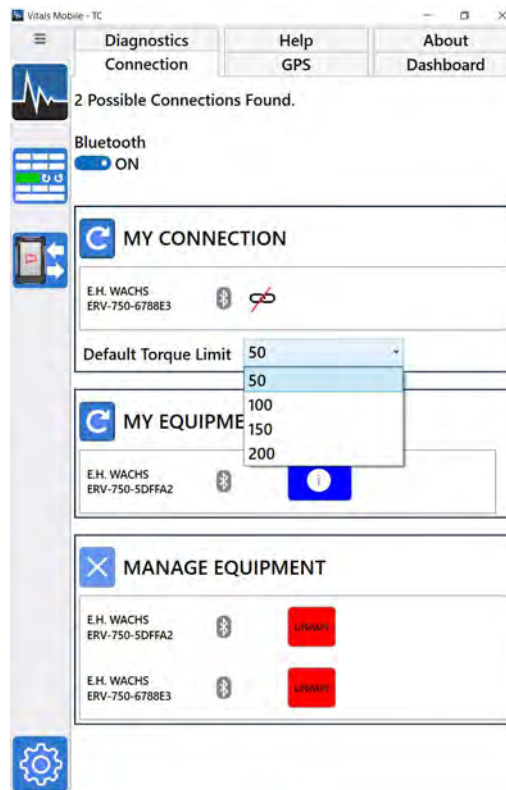 Vitals Mobile - TC
Diagnostics Help About
Connection GPS Dashboard
2 Possible Connections Found.
Bluetooth
ON
MY CONNECTION
E.H. WACHS
ERV-750-6788E3
Default Torque Limit 50
50
100
150
200
MY EQUIPME
E.H. WACHS
ERV-750-5DFFA2
i
MANAGE EQUIPMENT
E.H. WACHS
ERV-750-5DFFA2
UNPAIR
E.H. WACHS
ERV-750-6788E3
UNPAIR